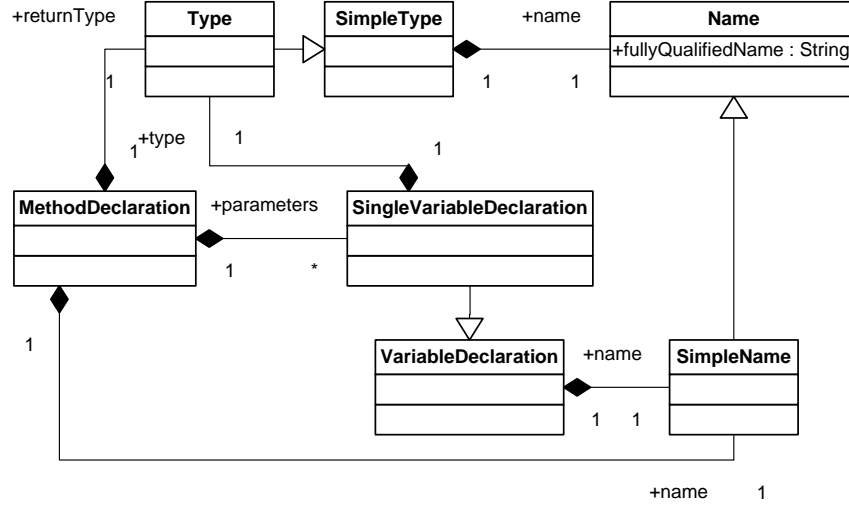 +returnType
Type
SimpleType
+name
Name
+fullyQualifiedName : String
1
1
1
1
+type
1
1
MethodDeclaration
+parameters
SingleVariableDeclaration
1
*
1
VariableDeclaration
+name
SimpleName
1
1
+name
1